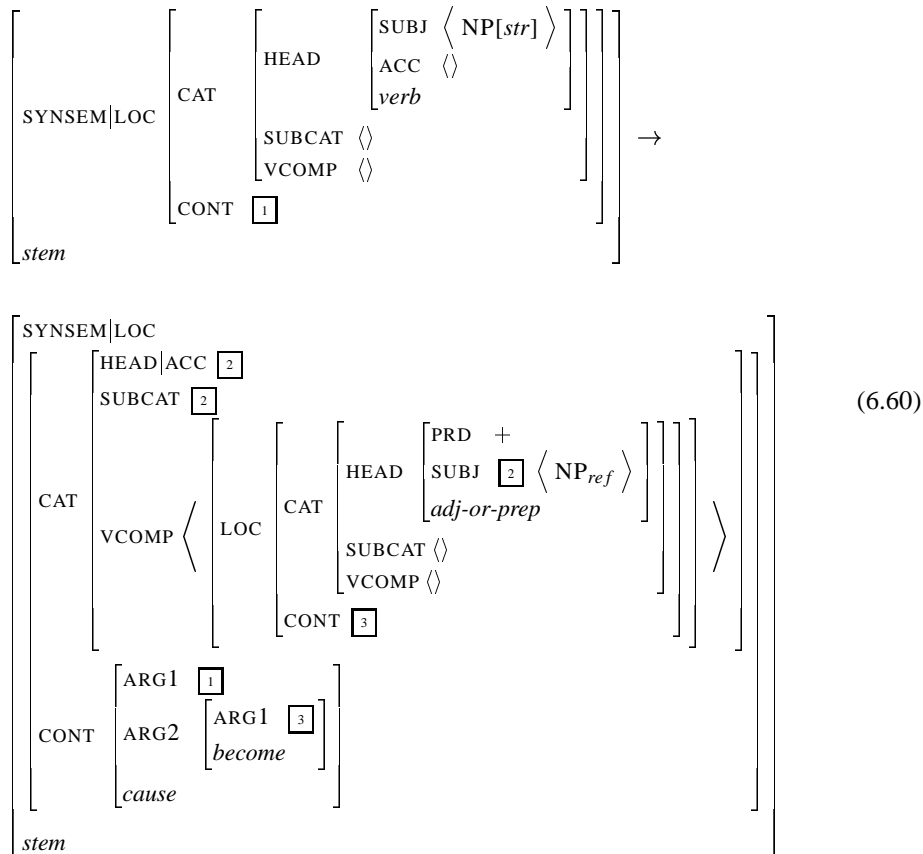 SUBJ ⟨ NP[str] ⟩
HEAD ACC ⟨⟩
CAT verb
SYNSEM|LOC SUBCAT ⟨⟩ →
VCOMP ⟨⟩
CONT 1
stem
SYNSEM|LOC
HEAD|ACC 2
SUBCAT 2 (6.60)
PRD +
HEAD SUBJ 2 ⟨ NPref ⟩
CAT adj-or-prep
CAT VCOMP ⟨ LOC ⟩
SUBCAT ⟨⟩
VCOMP ⟨⟩
CONT 3
ARG1 1
ARG1 3
CONT ARG2 become
cause
stem